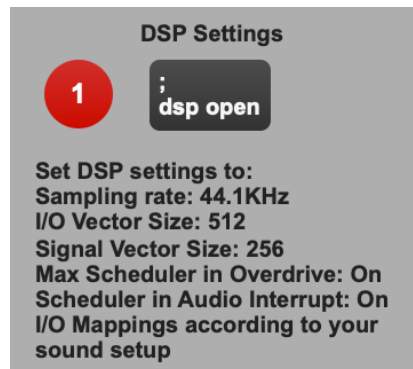 DSP Settings
1
;
dsp open
Set DSP settings to:
Sampling rate: 44.1KHz
I/O Vector Size: 512
Signal Vector Size: 256
Max Scheduler in Overdrive: On
Scheduler in Audio Interrupt: On
I/O Mappings according to your
sound setup